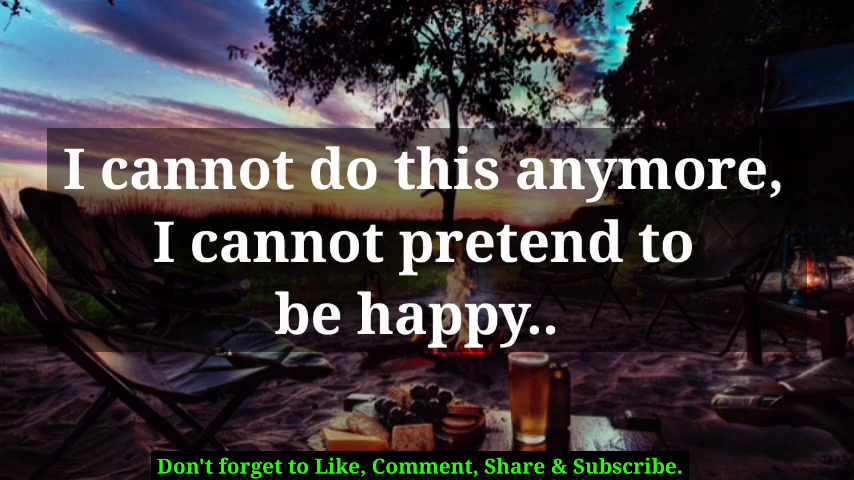 I cannot do this anymore,
I cannot pretend to
be happy..
Don't forget to Like, Comment, Share & Subscribe.